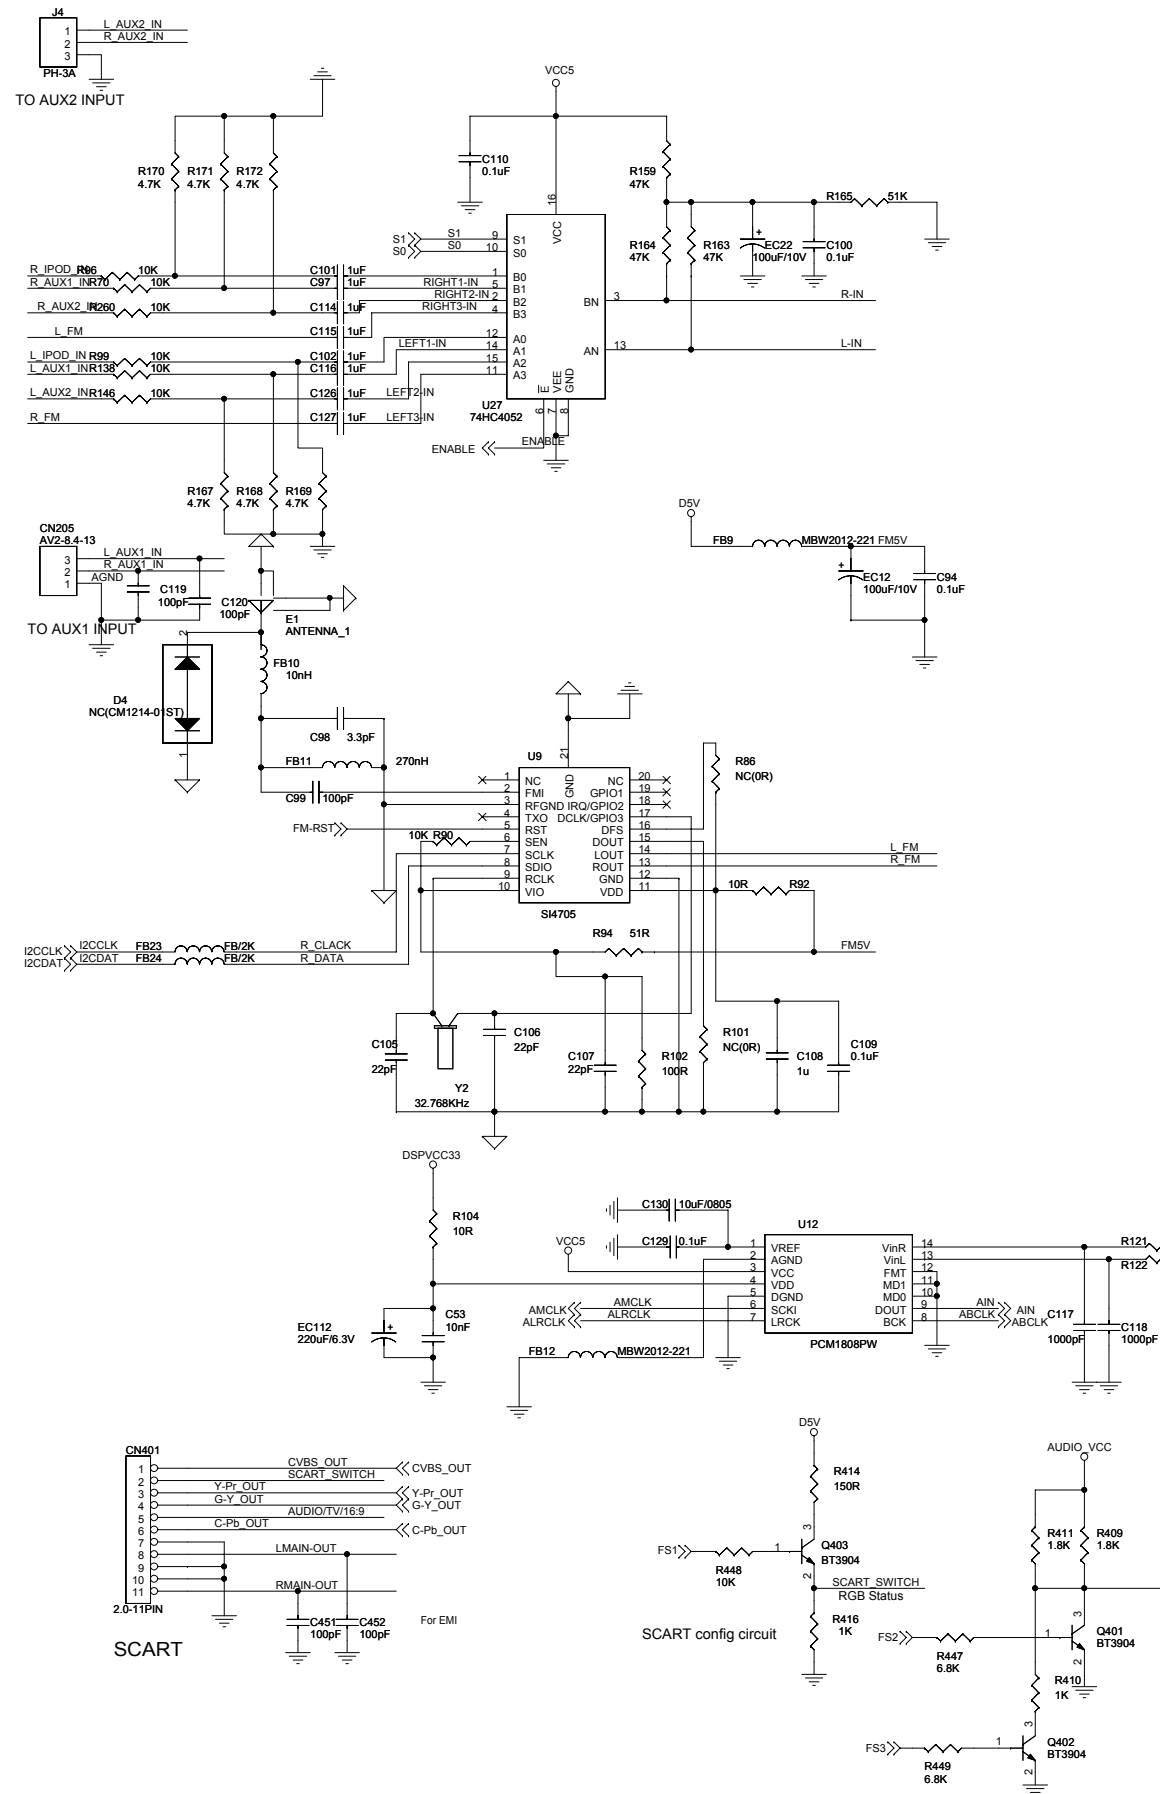 J4
1 L_AUX2_IN
2 R_AUX2_IN
3
PH-3A
TO AUX2 INPUT
VCC5
R170 4.7K
R171 4.7K
R172 4.7K
C110 0.1uF
R159 47K
R165 51K
R164 47K
R163 47K
EC22 100uF/10V
+
C100 0.1uF
16
VCC
S1 S1 9 S1
S0 S0 10 S0
R_IPOD_IN R96 10K C101 1uF 1 B0
R_AUX1_IN R70 10K C97 1uF RIGHT1-IN 5 B1
RIGHT2-IN 2 B2
R_AUX2_IN R260 10K C114 1uF RIGHT3-IN 4 B3
L_FM C115 1uF 12 A0
L_IPOD_IN R99 10K C102 1uF LEFT1-IN 14 A1
L_AUX1_IN R138 10K C116 1uF 15 A2
11 A3
L_AUX2_IN R146 10K C126 1uF LEFT2-IN
R_FM C127 1uF LEFT3-IN
BN 3 R-IN
AN 13 L-IN
E VEE GND
6 7 8
U27
74HC4052
ENABLE ENABLE
R167 4.7K
R168 4.7K
R169 4.7K
CN205
AV2-8.4-13
3 L_AUX1_IN
2 R_AUX1_IN
1 AGND
C119 100pF
C120 100pF
TO AUX1 INPUT
E1
ANTENNA_1
D5V
FB9 MBW2012-221 FM5V
+
EC12 100uF/10V
C94 0.1uF
2
D4
NC(CM1214-01ST)
1
FB10
10nH
C98 3.3pF
FB11 270nH
C99 100pF
U9
21
GND
1 NC
2 FMI
3 RFGND
4 TXO
5 RST
6 SEN
7 SCLK
8 SDIO
9 RCLK
10 VIO
NC 20
GPIO1 19
IRQ/GPIO2 18
DCLK/GPIO3 17
DFS 16
DOUT 15
LOUT 14
ROUT 13
GND 12
VDD 11
SI4705
FM-RST
10K R90
R86
NC(0R)
L_FM
R_FM
10R R92
R94 51R FM5V
I2CCLK I2CCLK FB23 FB/2K R_CLACK
I2CDAT I2CDAT FB24 FB/2K R_DATA
C105 22pF
Y2
32.768KHz
C106 22pF
C107 22pF
R102 100R
R101 NC(0R)
C108 1u
C109 0.1uF
DSPVCC33
R104 10R
VCC5
C130 10uF/0805
C129 0.1uF
U12
1 VREF
2 AGND
3 VCC
4 VDD
5 DGND
6 SCKI
7 LRCK
VinR 14
VinL 13
FMT 12
MD1 11
MD0 10
DOUT 9
BCK 8
PCM1808PW
AMCLK AMCLK
ALRCLK ALRCLK
AIN AIN
ABCLK ABCLK
R121
R122
C117 1000pF
C118 1000pF
EC112 220uF/6.3V
+
C53 10nF
FB12 MBW2012-221
CN401
1 CVBS_OUT CVBS_OUT
2 SCART_SWITCH
3 Y-Pr_OUT Y-Pr_OUT
4 G-Y_OUT G-Y_OUT
5 AUDIO/TV/16:9
6 C-Pb_OUT C-Pb_OUT
7
8 LMAIN-OUT
9
10
11 RMAIN-OUT
2.0-11PIN
C451 100pF
C452 100pF
For EMI
SCART
D5V
R414 150R
FS1
R448 10K
1 3 2
Q403
BT3904
SCART_SWITCH
RGB Status
R416 1K
SCART config circuit
AUDIO_VCC
R411 1.8K
R409 1.8K
FS2
R447 6.8K
1 3 2
Q401
BT3904
R410 1K
FS3
R449 6.8K
1 3 2
Q402
BT3904